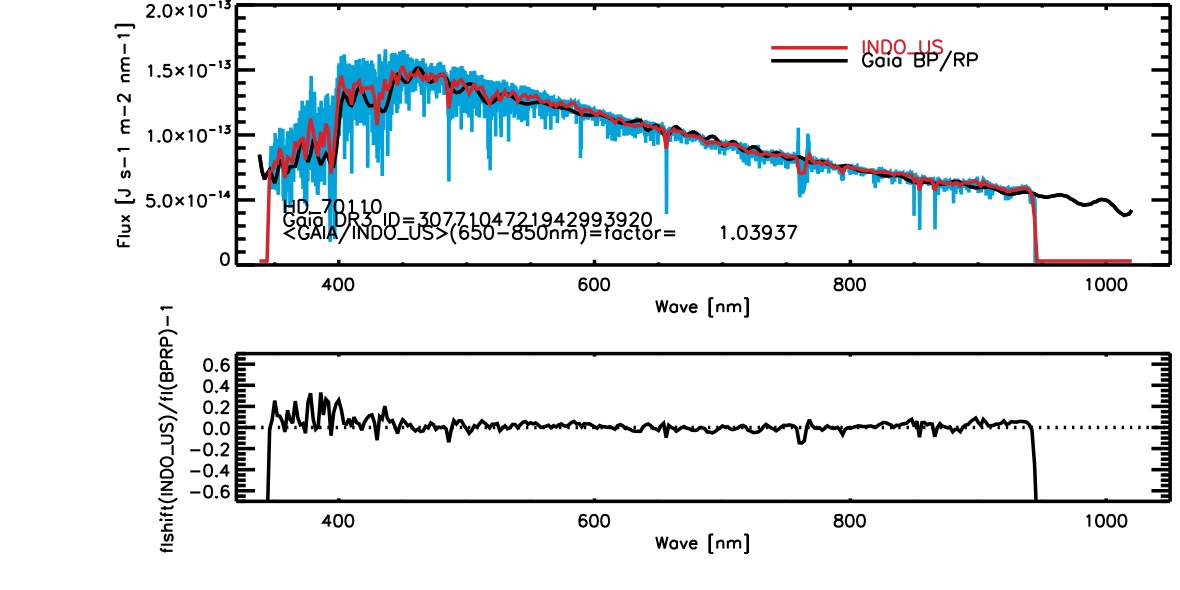 2.0×10−13
1.5×10−13
1.0×10−13
5.0×10−14
0
Flux [J s−1 m−2 nm−1]
INDO_US
Gaia BP/RP
HD_70110
Gaia DR3 ID=3077104721942993920
<GAIA/INDO_US>(650−850nm)=factor= 1.03937
400 600 800 1000
Wave [nm]
0.6
0.4
0.2
0.0
−0.2
−0.4
−0.6
flshift(INDO_US)/fl(BPRP)−1
400 600 800 1000
Wave [nm]